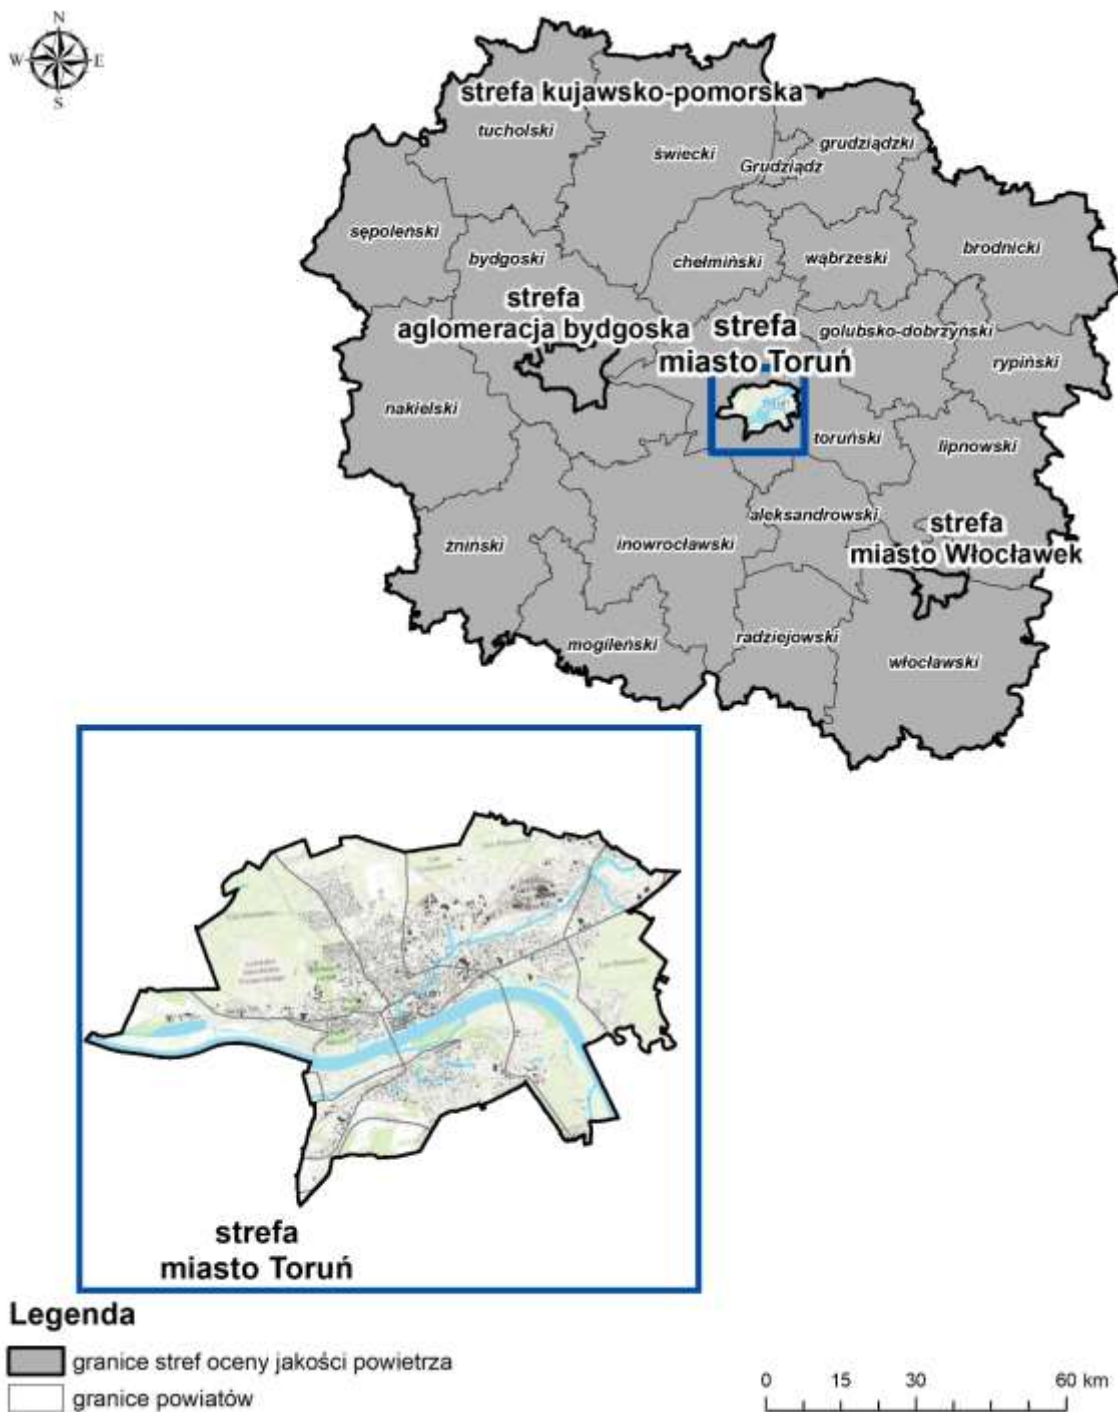 N
W E
S
strefa kujawsko-pomorska
tucholski
świecki
grudziądzki
Grudziądz
sępoleński
bydgoski
chełmiński
wąbrzeski
brodnicki
strefa
aglomeracja bydgoska
strefa
miasto Toruń
golubsko-dobrzyński
rypiński
nakielski
toruński
lipnowski
aleksandrowski
strefa
miasto Włocławek
żniński
inowrocławski
mogileński
radziejowski
włocławski
strefa
miasto Toruń
Legenda
granice stref oceny jakości powietrza
granice powiatów
0 15 30 60 km